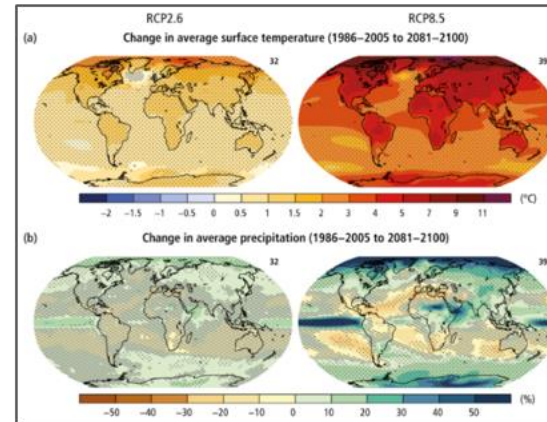 RCP2.6 RCP8.5
(a) Change in average surface temperature (1986–2005 to 2081–2100)
32 39
(°C)
−2 −1.5 −1 −0.5 0 0.5 1 1.5 2 3 4 5 7 9 11
(b) Change in average precipitation (1986–2005 to 2081–2100)
32 39
(%)
−50 −40 −30 −20 −10 0 10 20 30 40 50